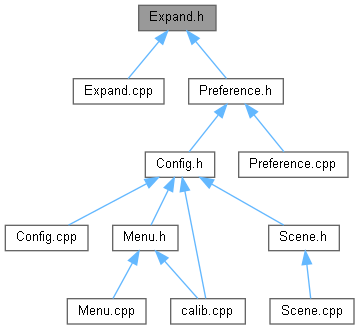 Expand.h
Expand.cpp
Preference.h
Config.h
Preference.cpp
Config.cpp
Menu.h
Scene.h
Menu.cpp
calib.cpp
Scene.cpp